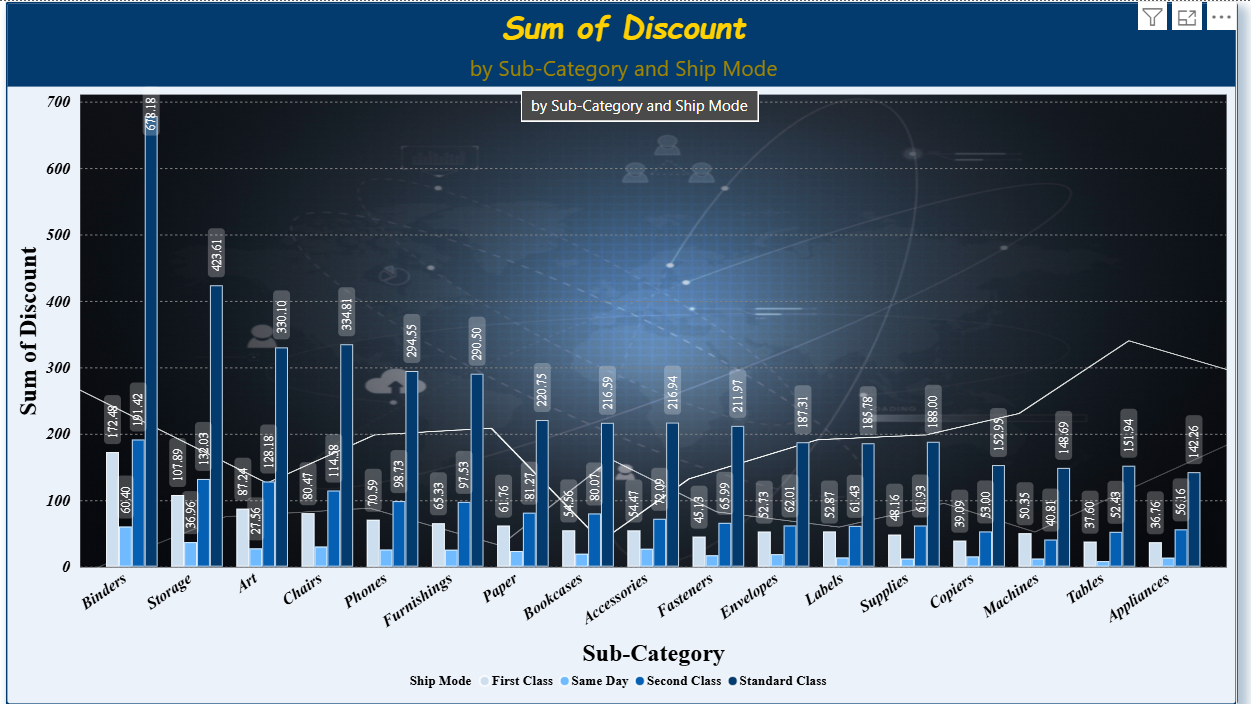 Sum of Discount
by Sub-Category and Ship Mode
by Sub-Category and Ship Mode
Sum of Discount
700
600
500
400
300
200
100
0
172.48 60.40 191.42 678.18
107.89 36.96 132.03 423.61
87.24 27.56 128.18 330.10
80.47 114.58 334.81
70.59 98.73 294.55
65.33 97.53 290.50
61.76 81.27 220.75
54.56 80.07 216.59
54.47 72.09 216.94
45.13 65.99 211.97
52.73 62.01 187.31
52.87 61.43 185.78
48.16 61.93 188.00
39.09 53.00 152.95
50.35 40.81 148.69
37.60 52.43 151.94
36.76 56.16 142.26
Binders Storage Art Chairs Phones Furnishings Paper Bookcases Accessories Fasteners Envelopes Labels Supplies Copiers Machines Tables Appliances
Sub-Category
Ship Mode First Class Same Day Second Class Standard Class